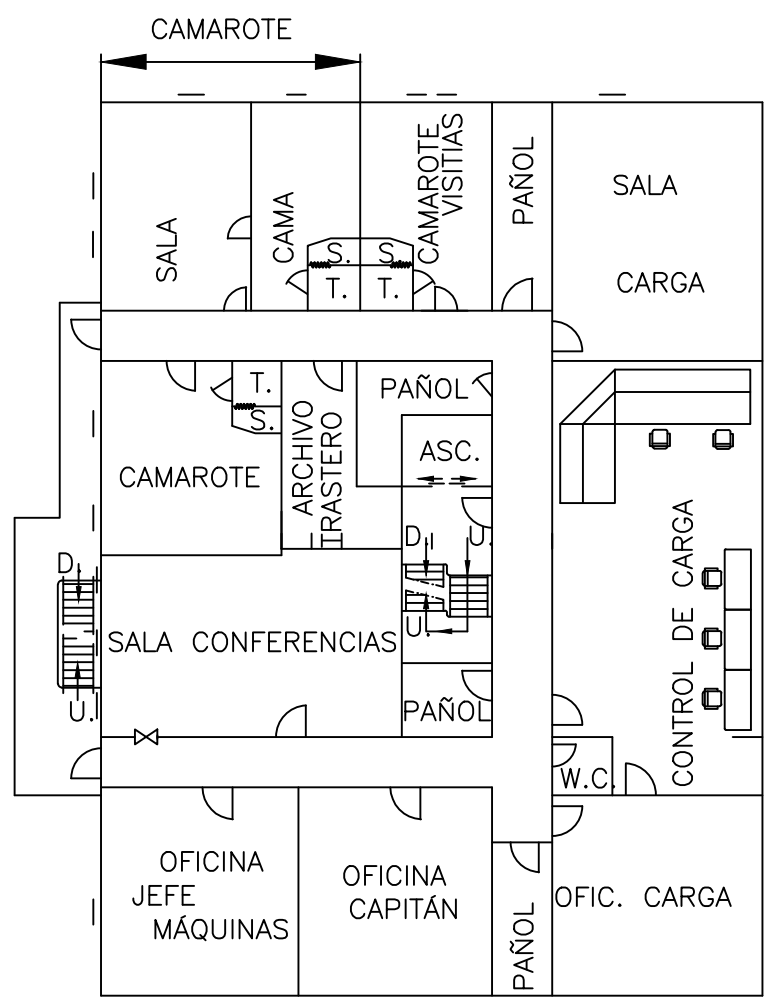 CAMAROTE
SALA
CAMA
CAMAROTE
VISITIAS
PAÑOL
SALA
CARGA
S.
S.
T.
T.
T.
S.
ARCHIVO
IRASTERO
PAÑOL
ASC.
CAMAROTE
D.
U.
U.
D.
U.
SALA CONFERENCIAS
PAÑOL
CONTROL DE CARGA
W.C.
OFICINA
JEFE
MÁQUINAS
OFICINA
CAPITÁN
PAÑOL
OFIC. CARGA